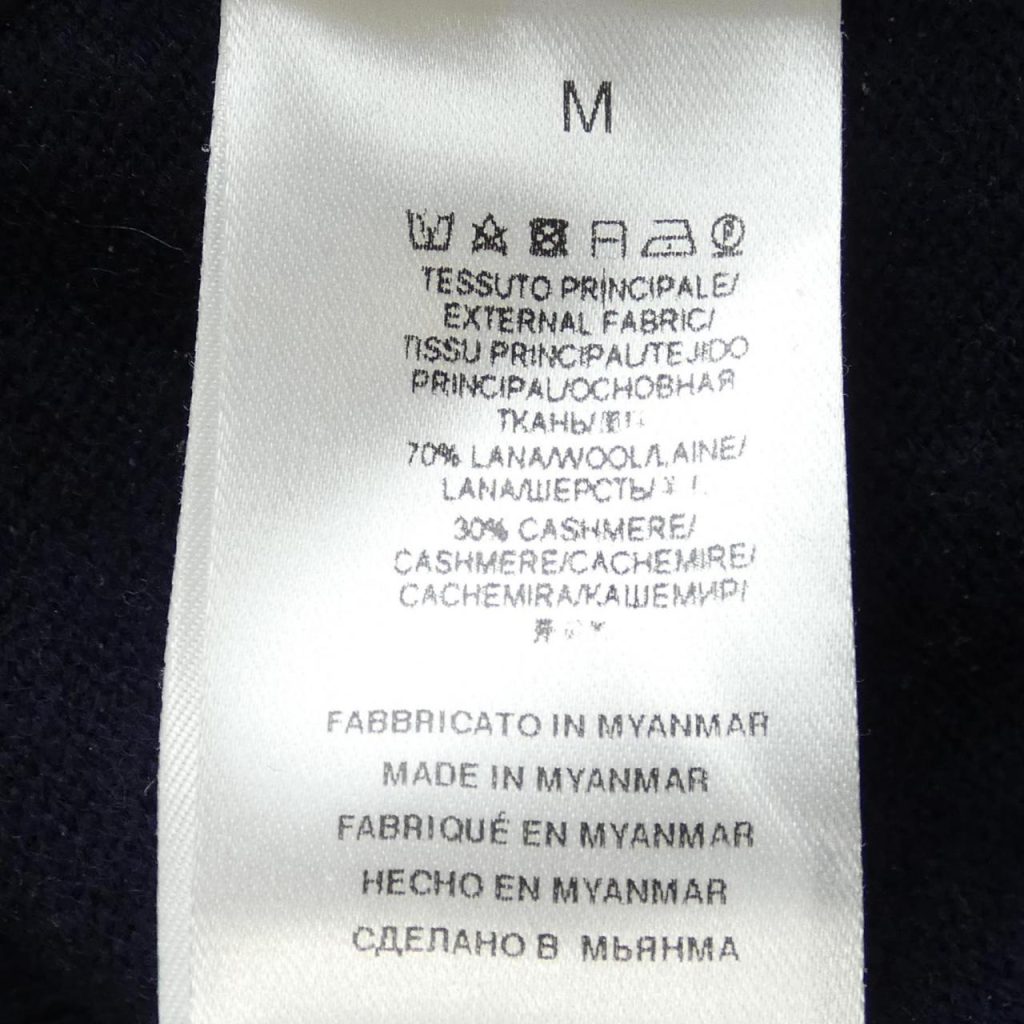 M
TESSUTO PRINCIPALE/
EXTERNAL FABRIC/
TISSU PRINCIPAL/TEJIDO
PRINCIPAL/ОСНОВНАЯ
ТКАНЬ/
70% LANA/WOOL/LAINE/
LANA/ШЕРСТЬ/
30% CASHMERE/
CASHMERE/CACHEMIRE/
CACHEMIRA/КАШЕМИР/
FABBRICATO IN MYANMAR
MADE IN MYANMAR
FABRIQUÉ EN MYANMAR
HECHO EN MYANMAR
СДЕЛАНО В МЬЯНМА